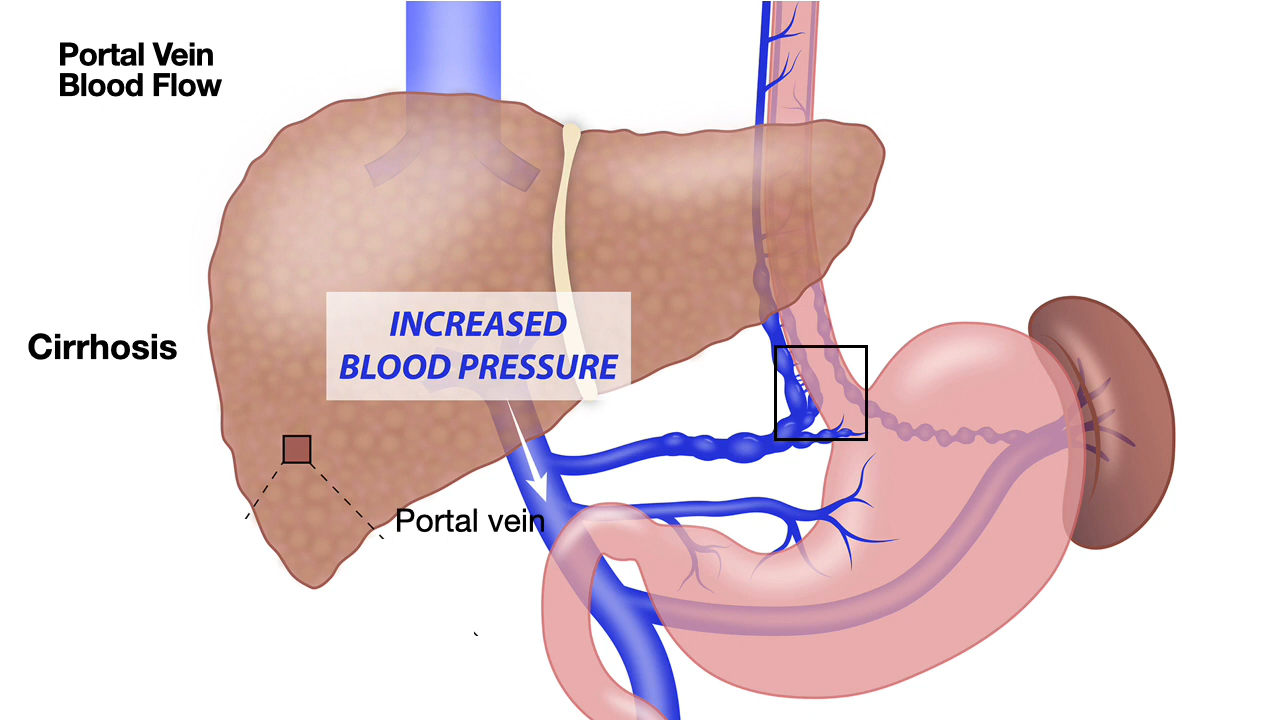 Portal Vein
Blood Flow
Cirrhosis
INCREASED
BLOOD PRESSURE
Portal vein